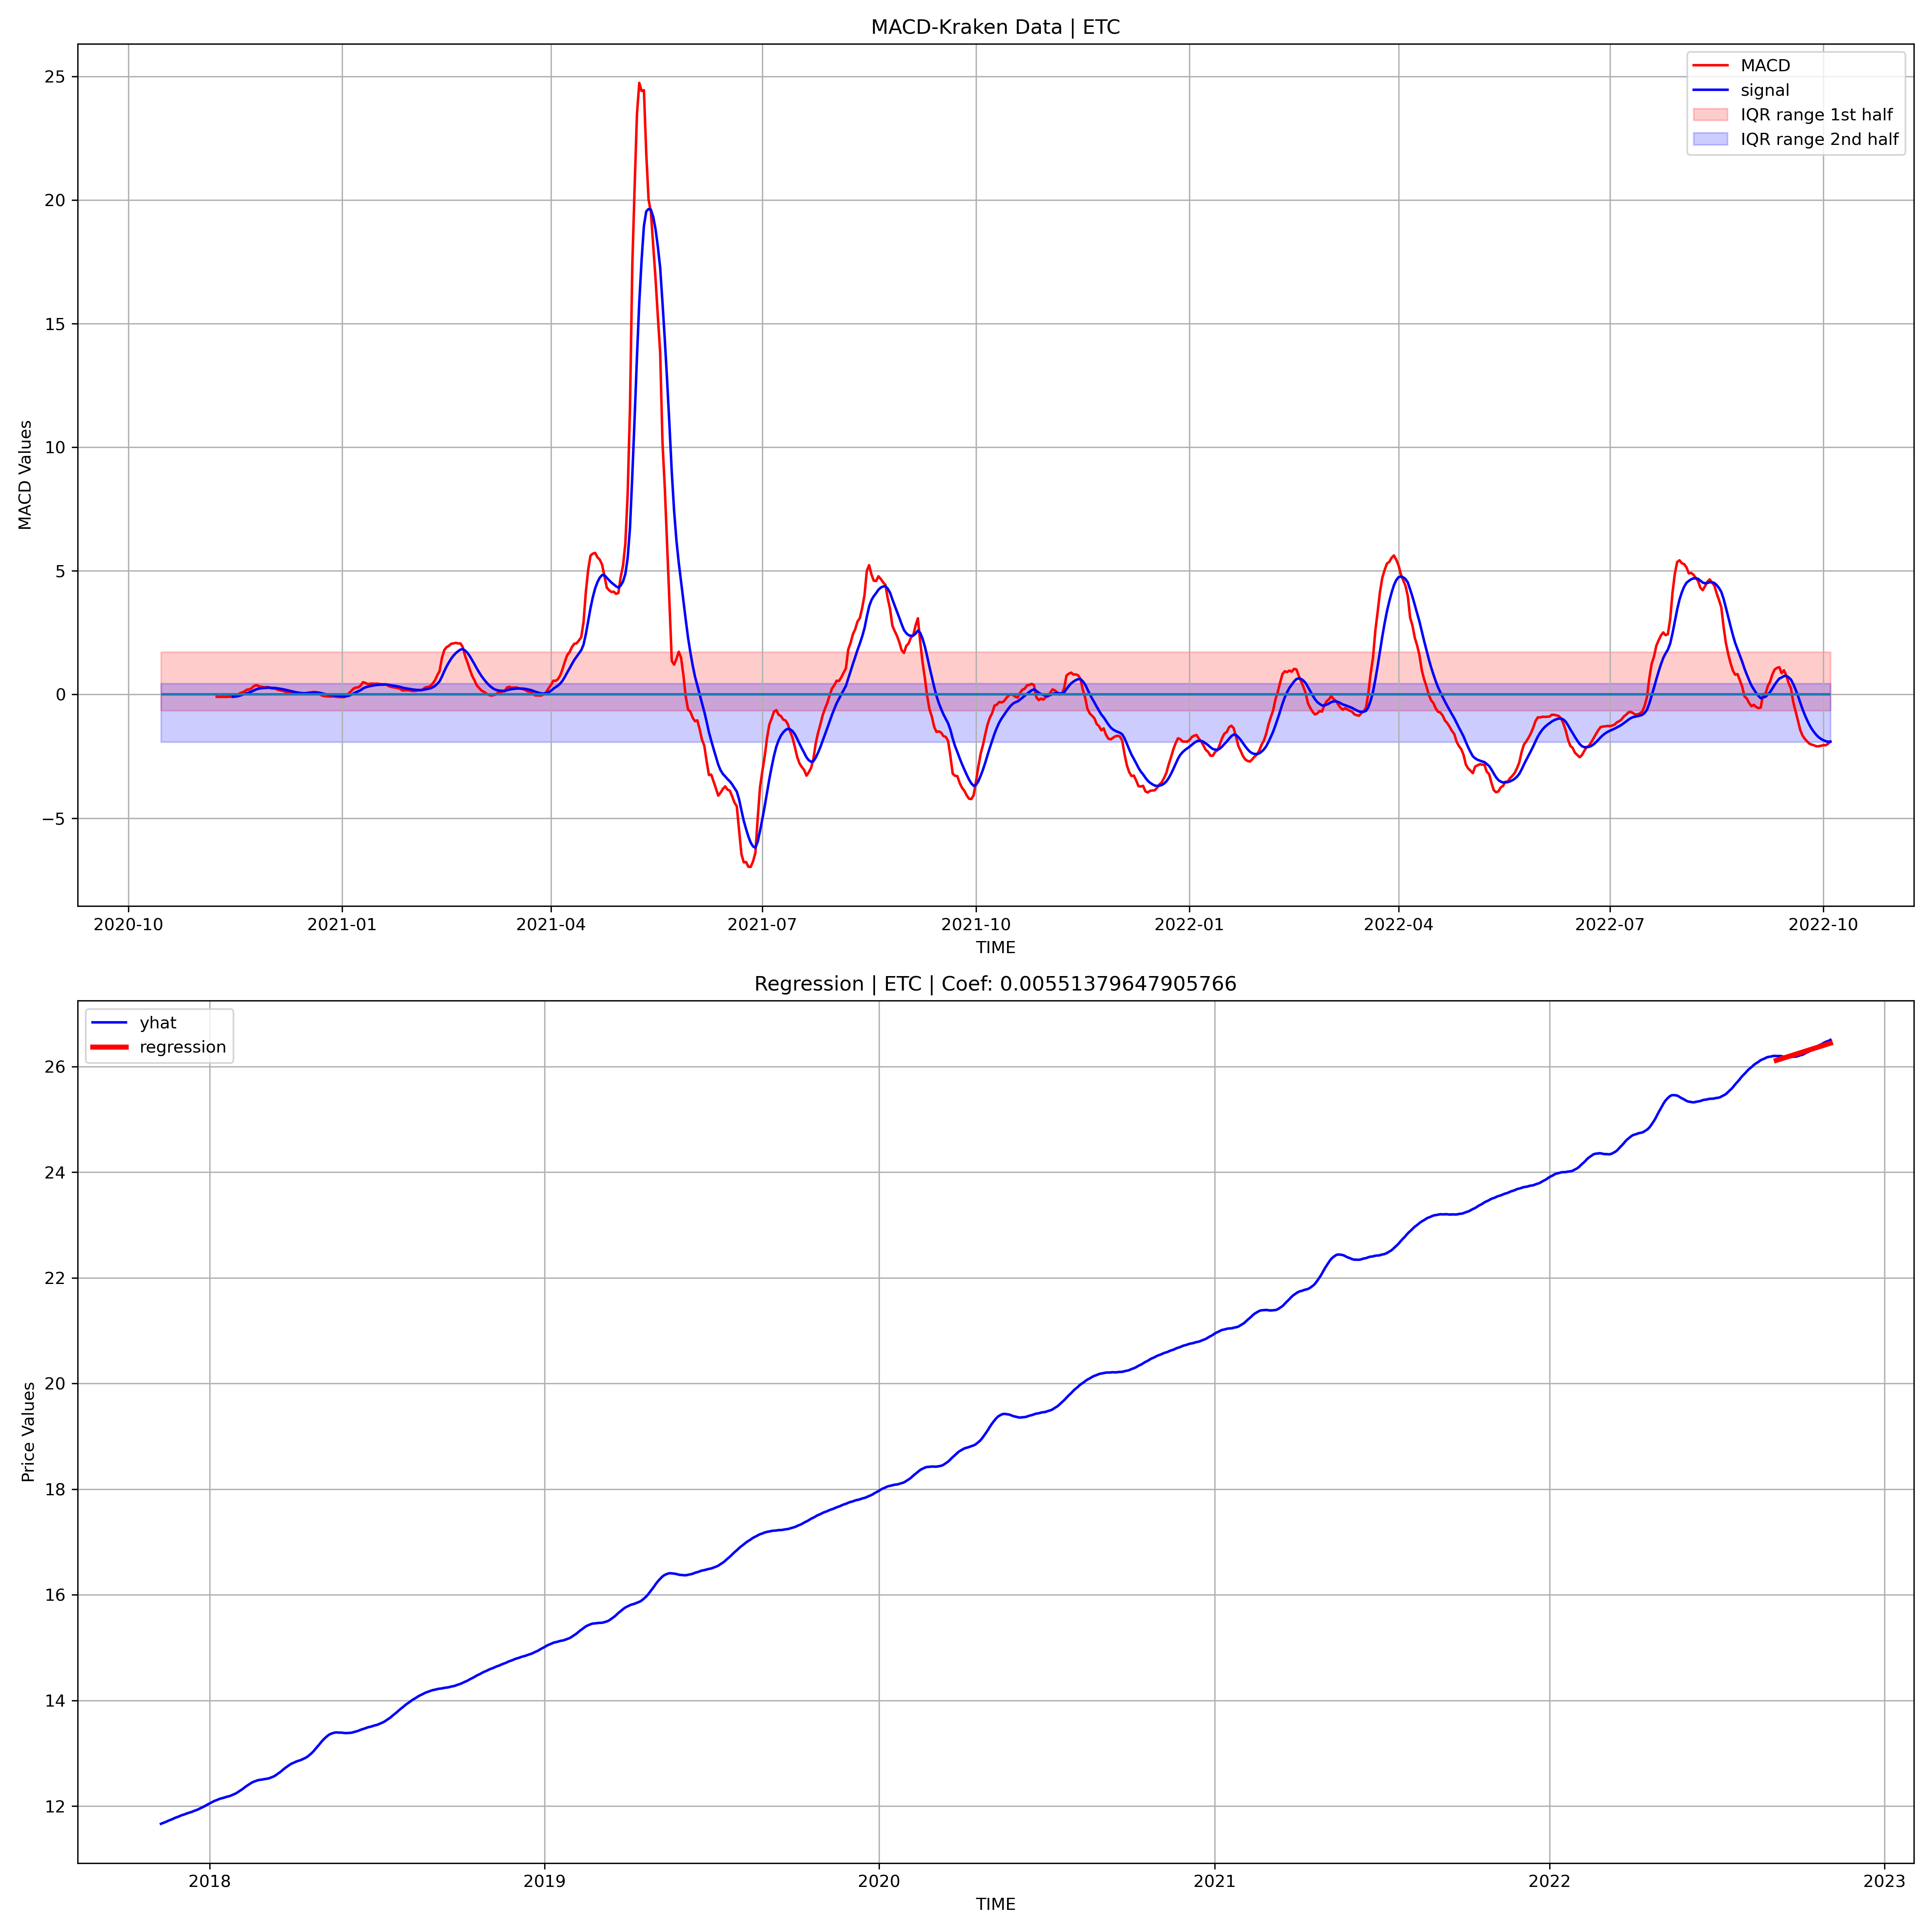 MACD-Kraken Data | ETC
MACD
signal
IQR range 1st half
IQR range 2nd half
25
20
15
10
5
0
−5
MACD Values
2020-10 2021-01 2021-04 2021-07 2021-10 2022-01 2022-04 2022-07 2022-10
TIME
Regression | ETC | Coef: 0.00551379647905766
yhat
regression
26
24
22
20
18
16
14
12
Price Values
2018 2019 2020 2021 2022 2023
TIME